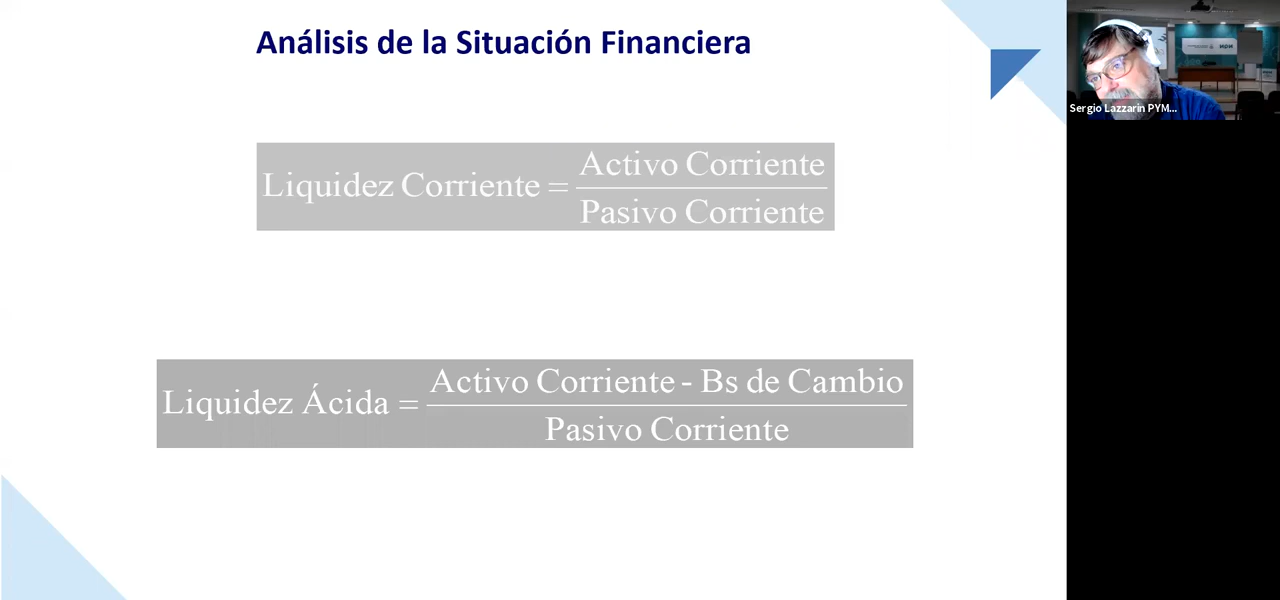 Análisis de la Situación Financiera
Liquidez Corriente = Activo Corriente
Pasivo Corriente
Liquidez Ácida = Activo Corriente - Bs de Cambio
Pasivo Corriente
Sergio Lazzarin PYM...